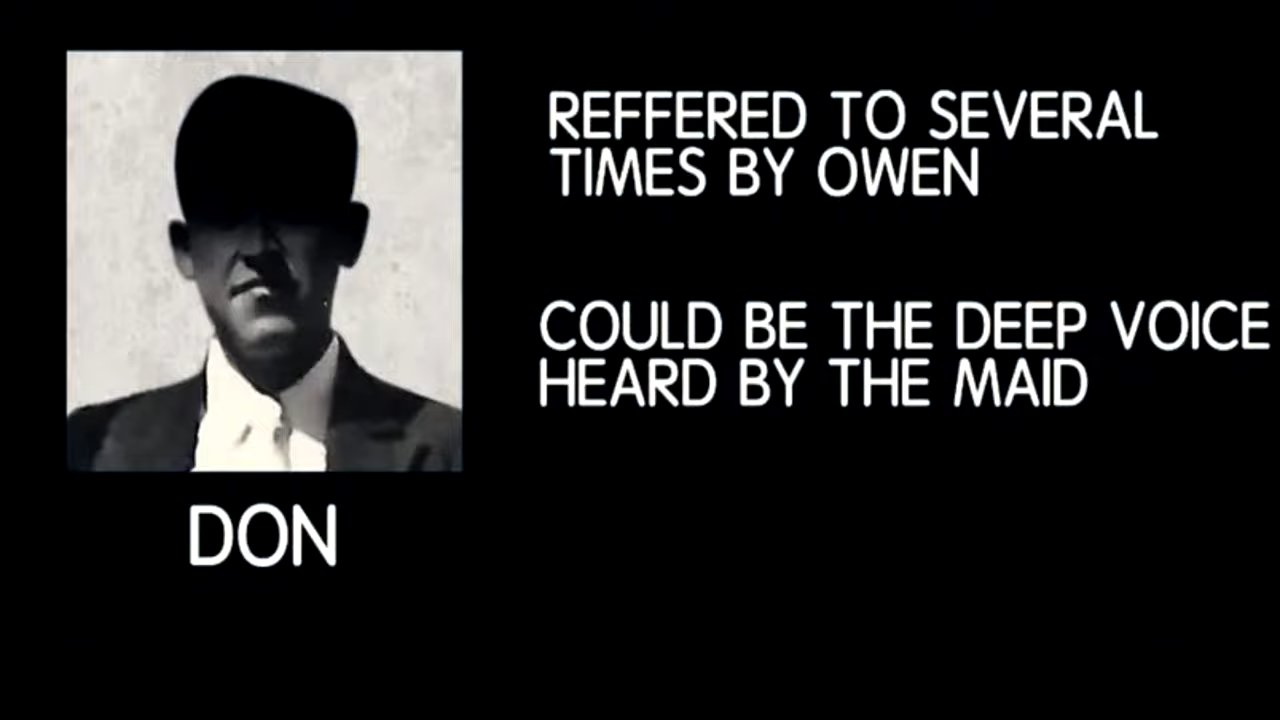 REFFERED TO SEVERAL
TIMES BY OWEN
COULD BE THE DEEP VOICE
HEARD BY THE MAID
DON